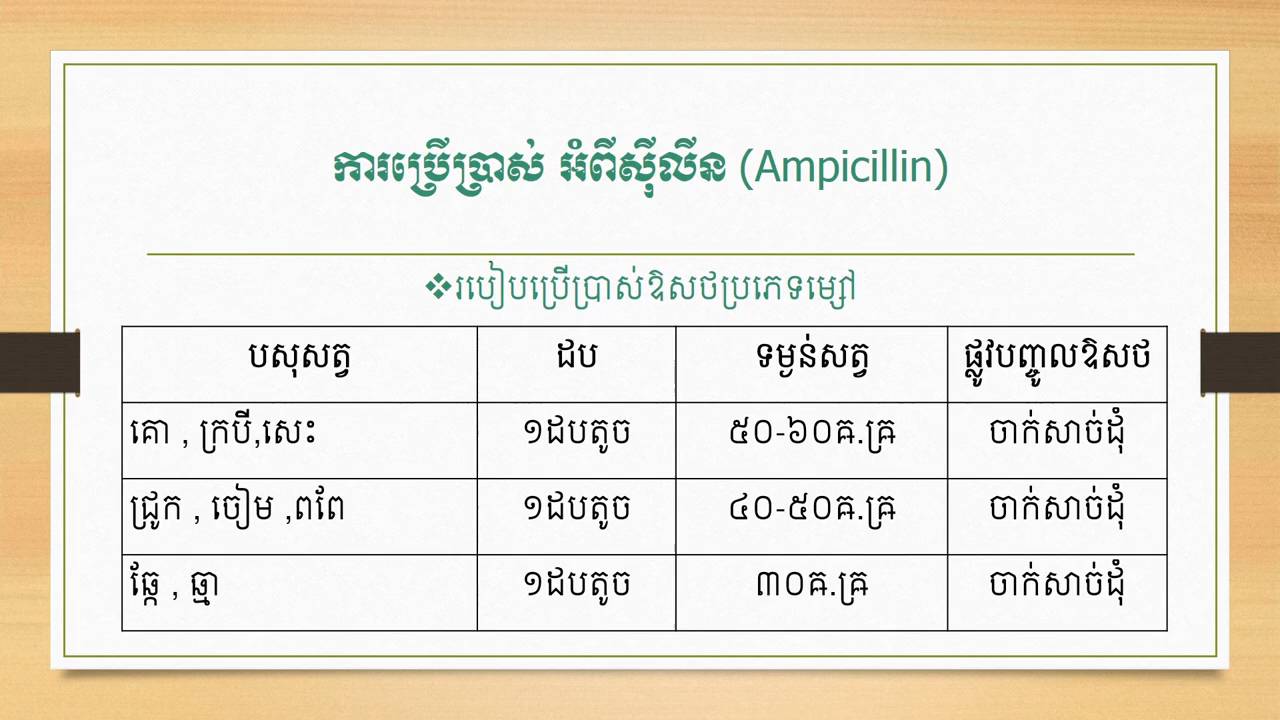 ការប្រើប្រាស់ អំពីស៊ីលីន (Ampicillin)
❖របៀបប្រើប្រាស់ឱសថប្រភេទម្សៅ
បសុសត្វ ដប ទម្ងន់សត្វ ផ្លូវបញ្ចូលឱសថ
គោ , ក្របី,សេះ ១ដបតូច ៥០-៦០គ.ក្រ ចាក់សាច់ដុំ
ជ្រូក , ចៀម ,ពពែ ១ដបតូច ៤០-៥០គ.ក្រ ចាក់សាច់ដុំ
ឆ្កែ , ឆ្មា ១ដបតូច ៣០គ.ក្រ ចាក់សាច់ដុំ